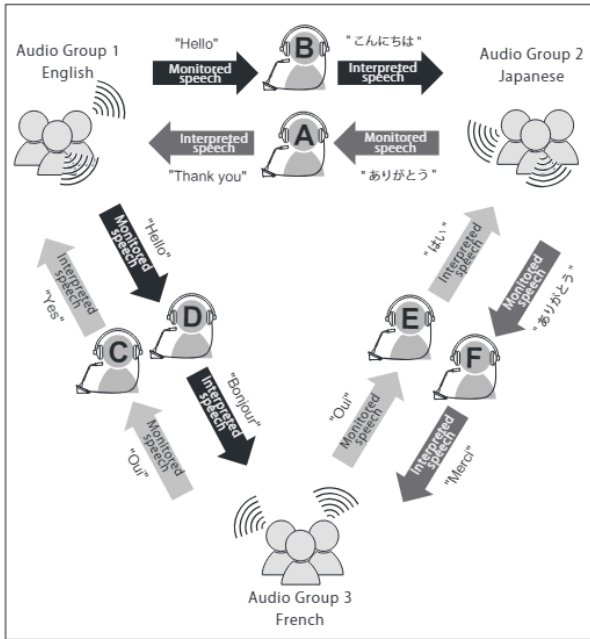 Audio Group 1
English
"Hello"
Monitored
speech
B
" こんにちは "
Interpreted
speech
Audio Group 2
Japanese
Interpreted
speech
"Thank you"
A
Monitored
speech
" ありがとう "
"Hello"
Monitored
speech
Interpreted
speech
"Yes"
C
D
Interpreted
speech
"Bonjour"
Monitored
speech
"Oui"
"はい"
Interpreted
speech
Monitored
speech
" ありがとう "
E
F
"Oui"
Monitored
speech
Interpreted
speech
"Merci"
Audio Group 3
French